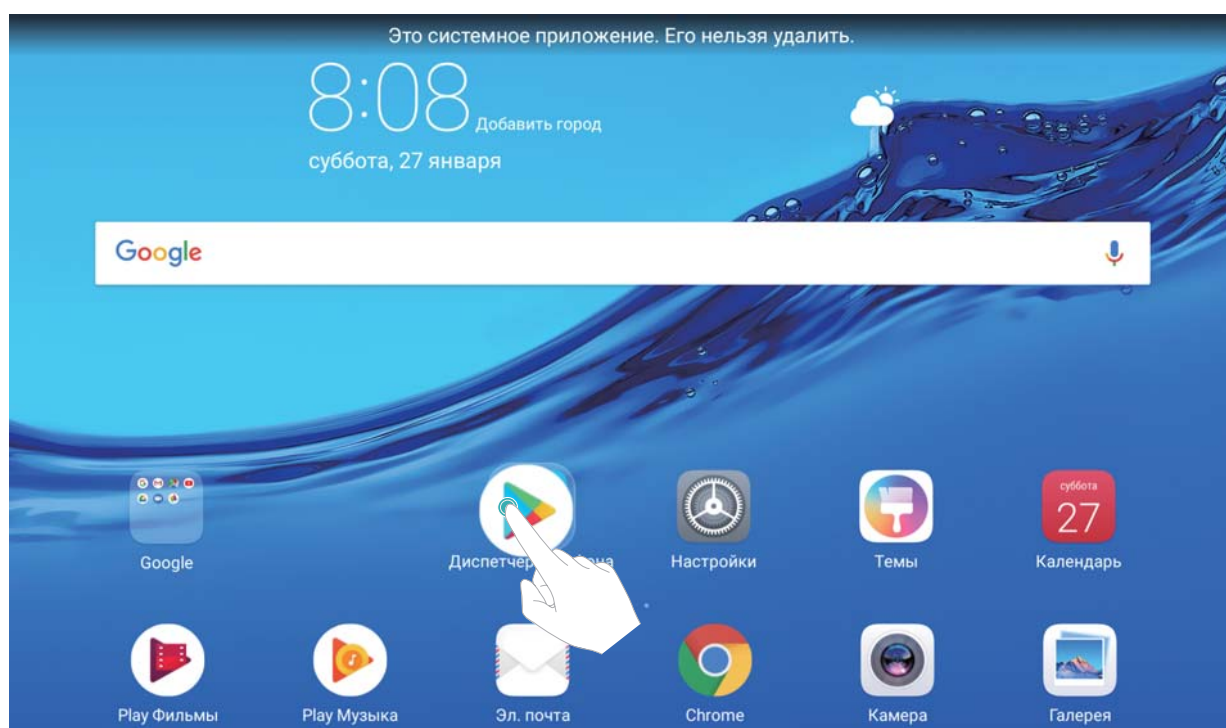 Это системное приложение. Его нельзя удалить.
8:08
Добавить город
суббота, 27 января
Google
Google
Диспетчер
Настройки
Темы
суббота
27
Календарь
Play Фильмы
Play Музыка
Эл. почта
Chrome
Камера
Галерея